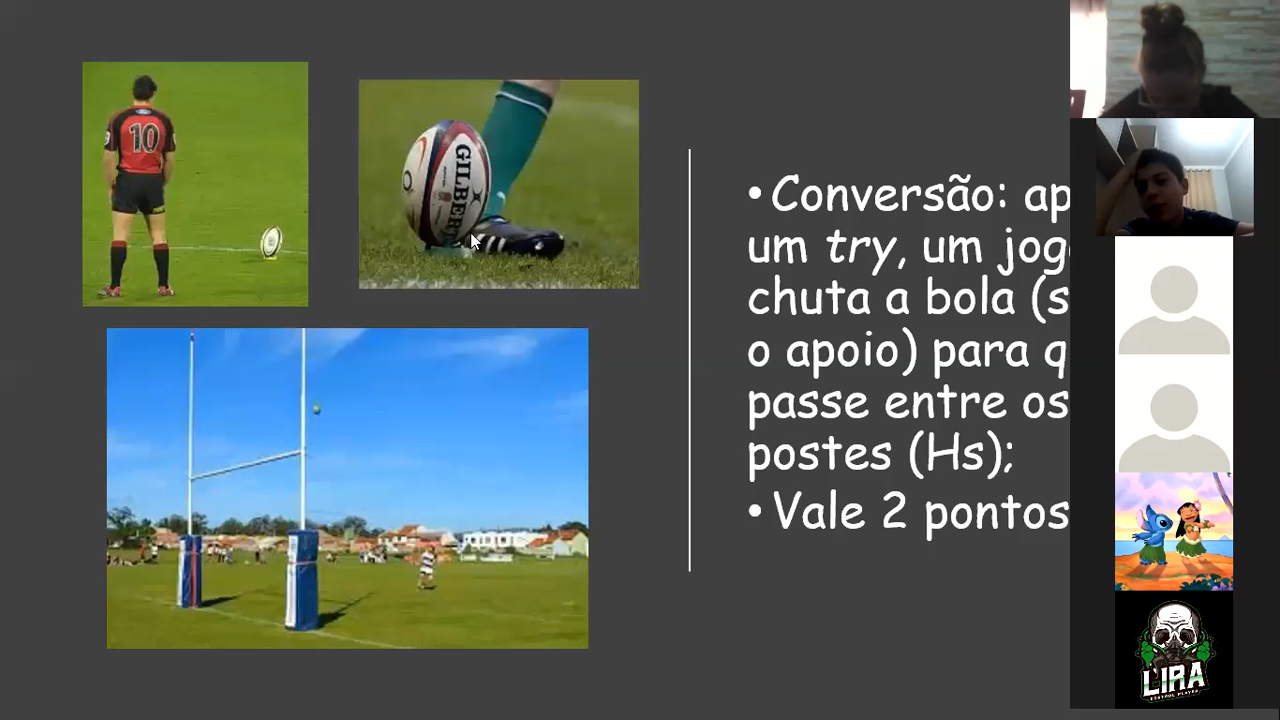 10
GILBERT
• Conversão: ap
um try, um jog
chuta a bola (s
o apoio) para q
passe entre os
postes (Hs);
• Vale 2 pontos
LIRA